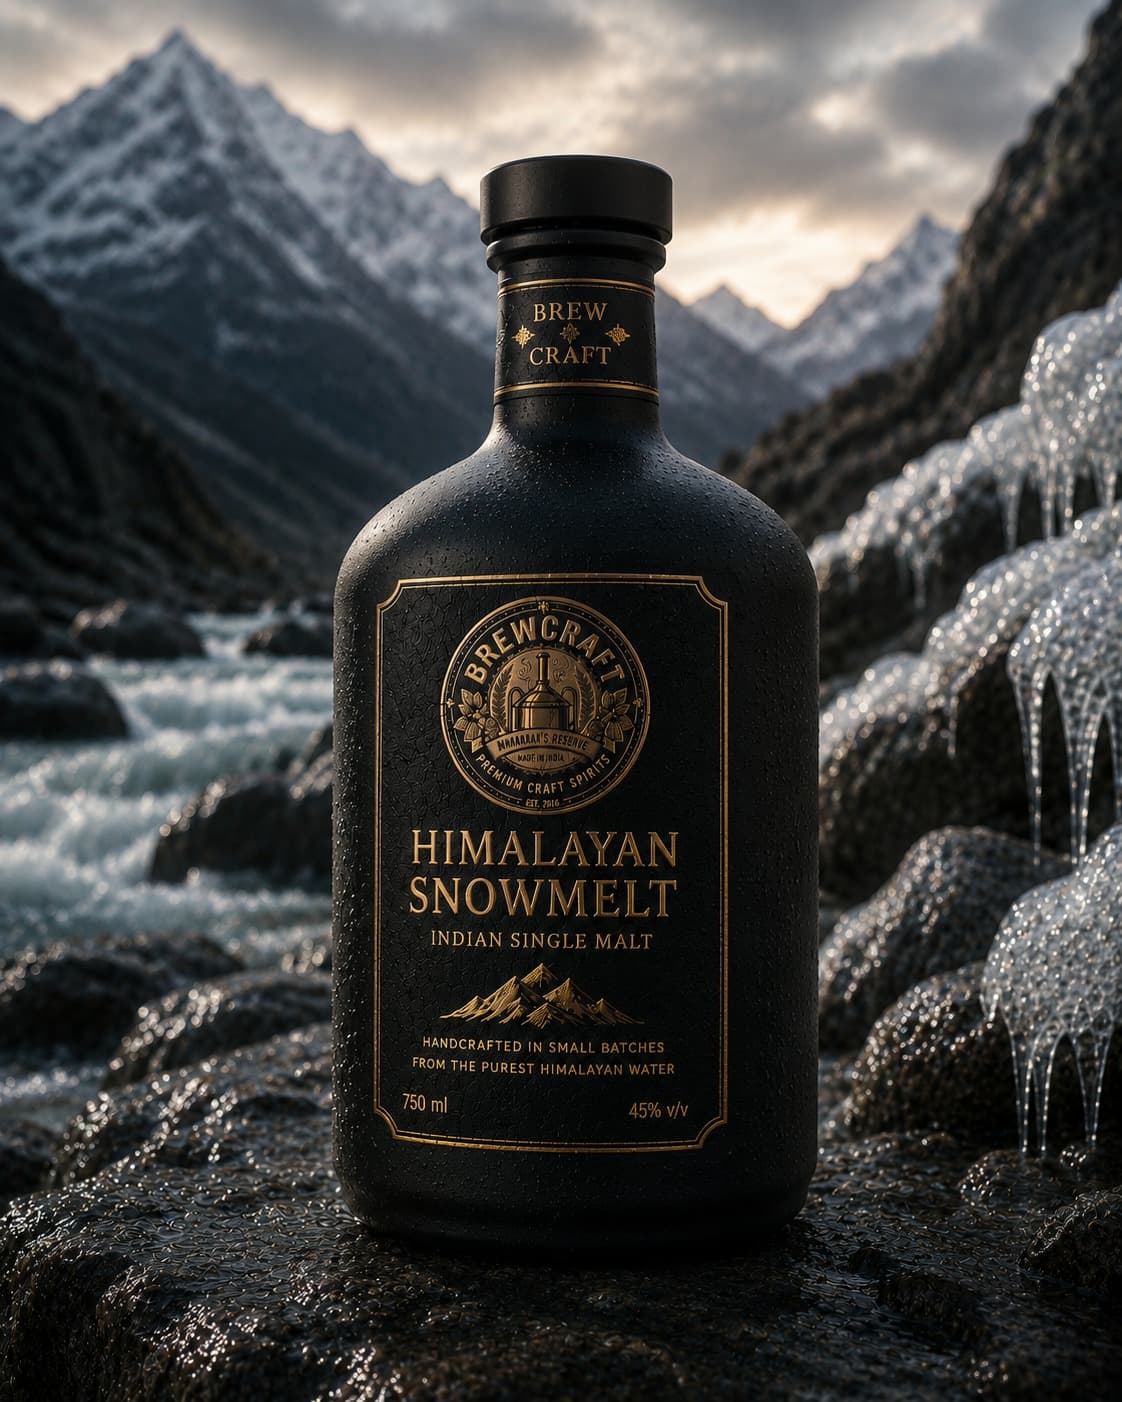 BREW
CRAFT
BREWCRAFT
RESERVE
MADE IN INDIA
PREMIUM CRAFT SPIRITS
EST. 2016
HIMALAYAN
SNOWMELT
INDIAN SINGLE MALT
HANDCRAFTED IN SMALL BATCHES
FROM THE PUREST HIMALAYAN WATER
750 ml
45% v/v